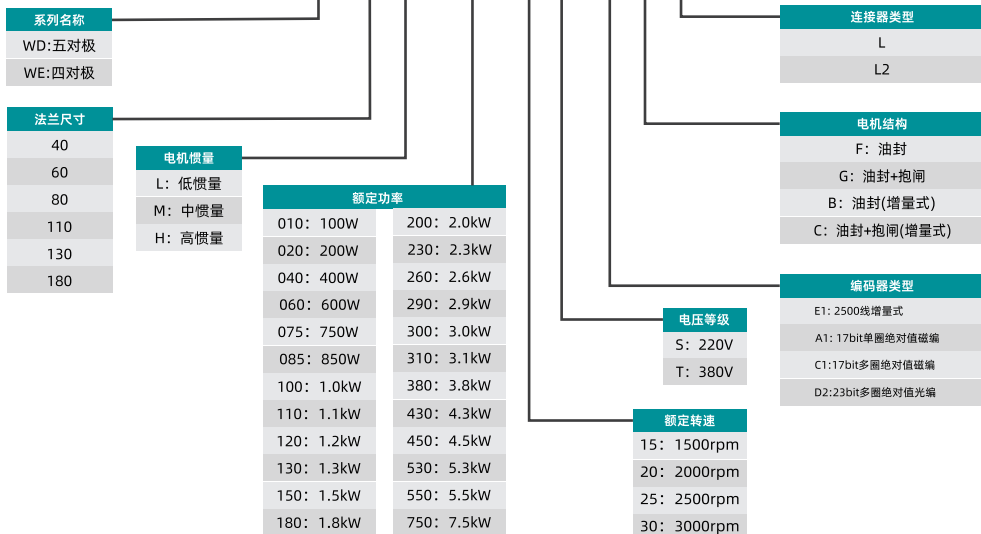 系列名称
WD:五对极
WE:四对极
法兰尺寸
40
60
80
110
130
180
电机惯量
L：低惯量
M：中惯量
H：高惯量
额定功率
010：100W
020：200W
040：400W
060：600W
075：750W
085：850W
100：1.0kW
110：1.1kW
120：1.2kW
130：1.3kW
150：1.5kW
180：1.8kW
200：2.0kW
230：2.3kW
260：2.6kW
290：2.9kW
300：3.0kW
310：3.1kW
380：3.8kW
430：4.3kW
450：4.5kW
530：5.3kW
550：5.5kW
750：7.5kW
额定转速
15：1500rpm
20：2000rpm
25：2500rpm
30：3000rpm
电压等级
S：220V
T：380V
连接器类型
L
L2
电机结构
F：油封
G：油封+抱闸
B：油封(增量式)
C：油封+抱闸(增量式)
编码器类型
E1: 2500线增量式
A1: 17bit单圈绝对值磁编
C1:17bit多圈绝对值磁编
D2:23bit多圈绝对值光编